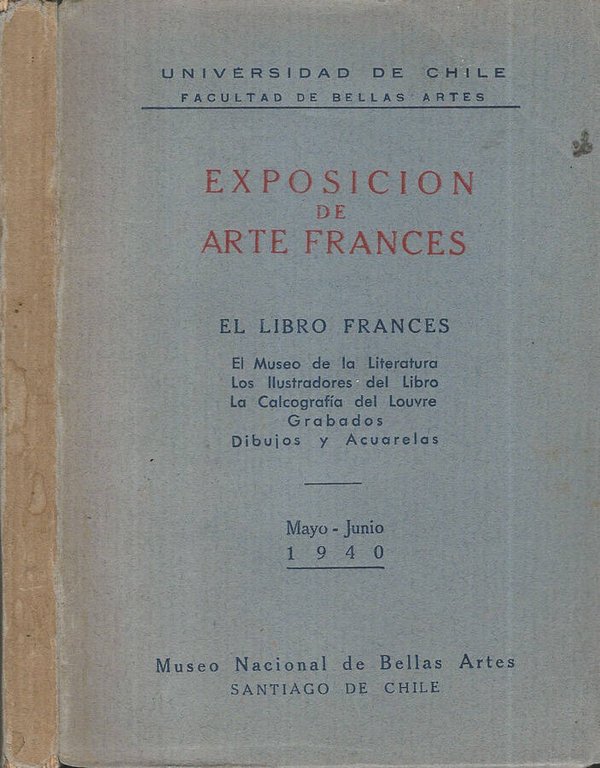 UNIVERSIDAD DE CHILE
FACULTAD DE BELLAS ARTES
EXPOSICION
DE
ARTE FRANCES
EL LIBRO FRANCES
El Museo de la Literatura
Los Ilustradores del Libro
La Calcografía del Louvre
Grabados
Dibujos y Acuarelas
Mayo - Junio
1940
Museo Nacional de Bellas Artes
SANTIAGO DE CHILE